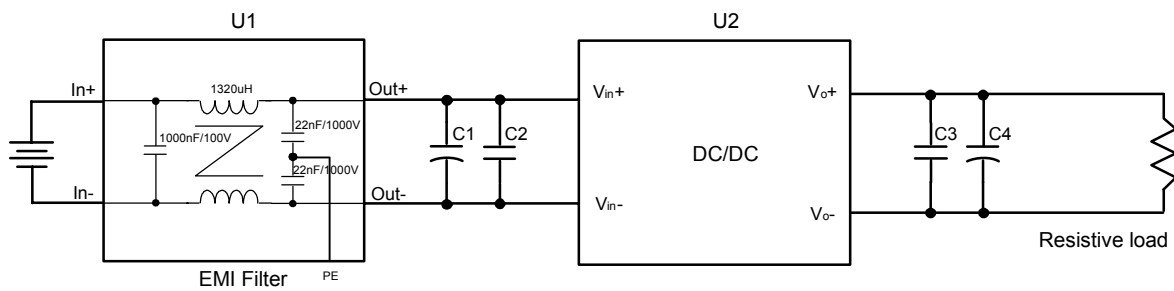 U1
U2
In+
1320uH
Out+
1000nF/100V
22nF/1000V
22nF/1000V
C1
C2
Vin+
Vo+
DC/DC
C3
C4
In-
Out-
Vin-
Vo-
PE
EMI Filter
Resistive load